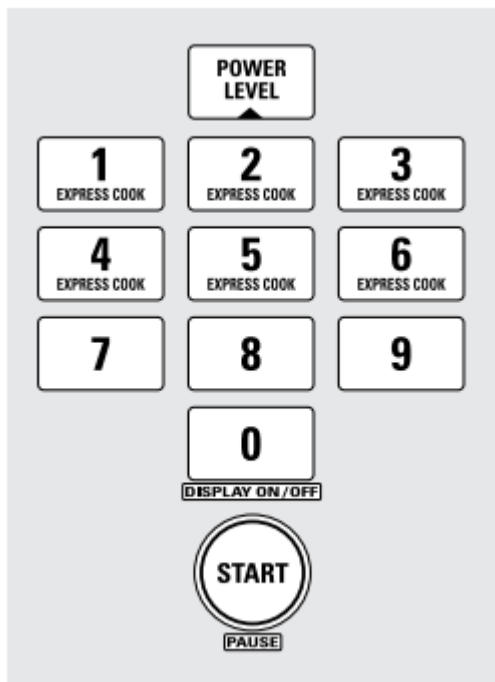 POWER
LEVEL
1
EXPRESS COOK
2
EXPRESS COOK
3
EXPRESS COOK
4
EXPRESS COOK
5
EXPRESS COOK
6
EXPRESS COOK
7
8
9
0
DISPLAY ON/OFF
START
PAUSE